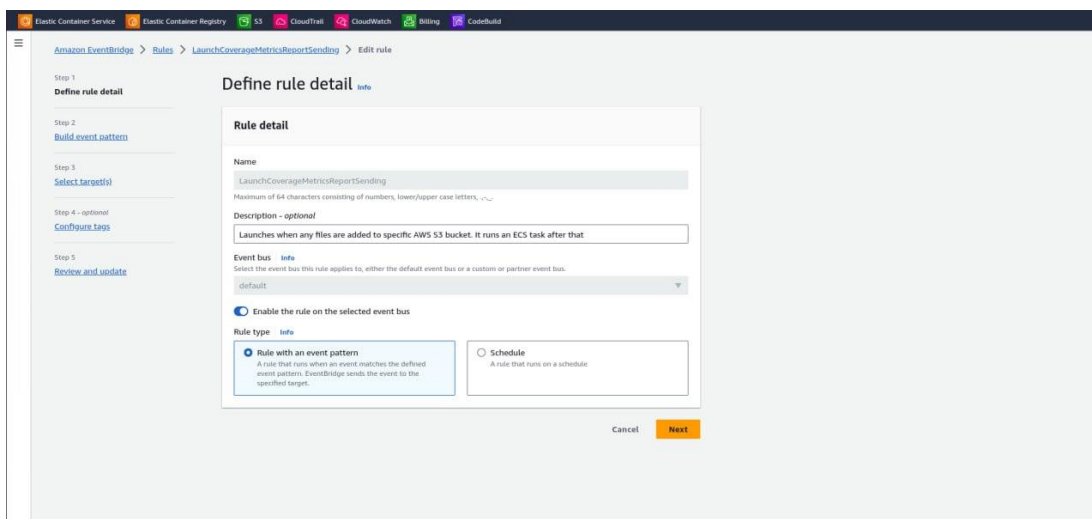 Elastic Container Service Elastic Container Registry S3 CloudTrail CloudWatch Billing CodeBuild
Amazon EventBridge > Rules > LaunchCoverageMetricsReportSending > Edit rule
Step 1
Define rule detail
Step 2
Build event pattern
Step 3
Select target(s)
Step 4 - optional
Configure tags
Step 5
Review and update
Define rule detail Info
Rule detail
Name
LaunchCoverageMetricsReportSending
Maximum of 64 characters consisting of numbers, lower/upper case letters, .,-,_.
Description - optional
Launches when any files are added to specific AWS S3 bucket. It runs an ECS task after that
Event bus Info
Select the event bus this rule applies to, either the default event bus or a custom or partner event bus.
default
Enable the rule on the selected event bus
Rule type Info
Rule with an event pattern
A rule that runs when an event matches the defined
event pattern. EventBridge sends the event to the
specified target.
Schedule
A rule that runs on a schedule
Cancel Next